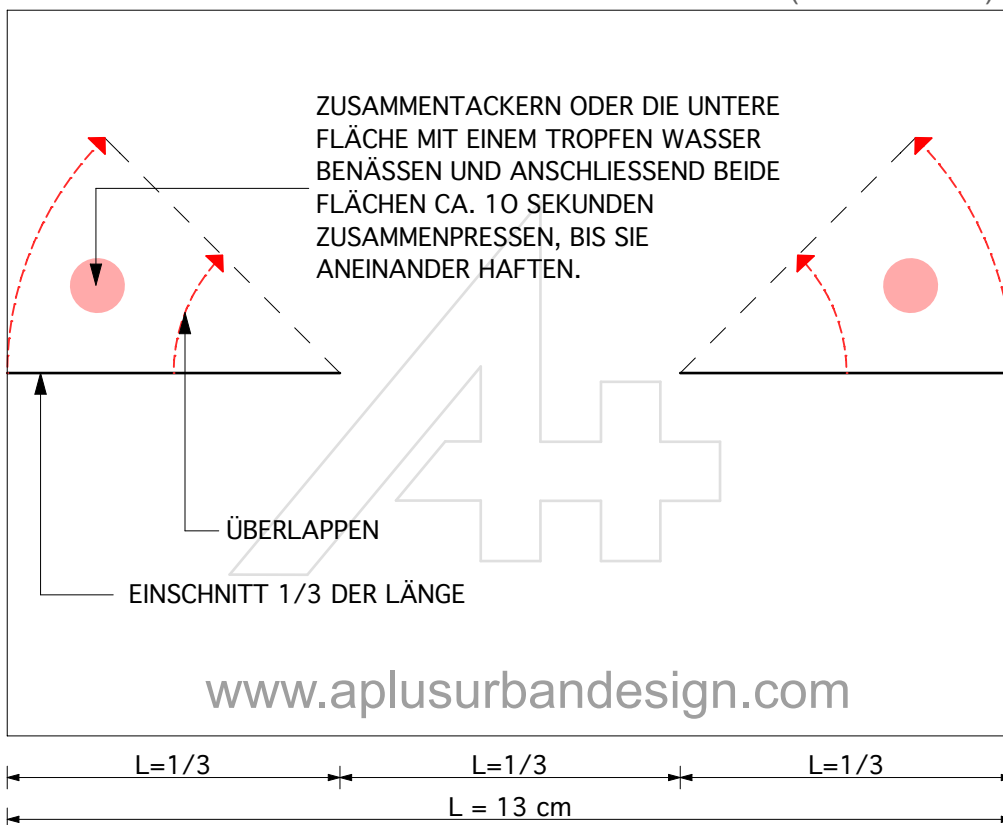 ZUSAMMENTACKERN ODER DIE UNTERE
FLÄCHE MIT EINEM TROPFEN WASSER
BENÄSSEN UND ANSCHLIESSEND BEIDE
FLÄCHEN CA. 10 SEKUNDEN
ZUSAMMENPRESSEN, BIS SIE
ANEINANDER HAFTEN.
ÜBERLAPPEN
EINSCHNITT 1/3 DER LÄNGE
A+
www.aplusurbandesign.com
L=1/3 L=1/3 L=1/3
L = 13 cm